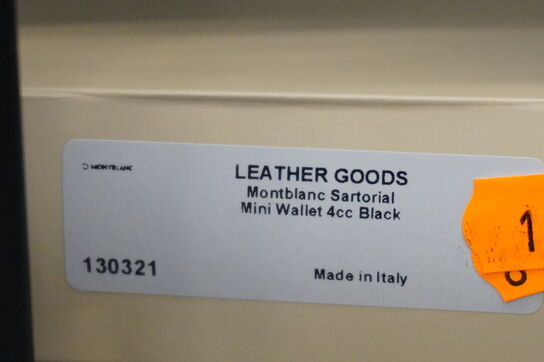 MONTBLANC
LEATHER GOODS
Montblanc Sartorial
Mini Wallet 4cc Black
130321
Made in Italy
1